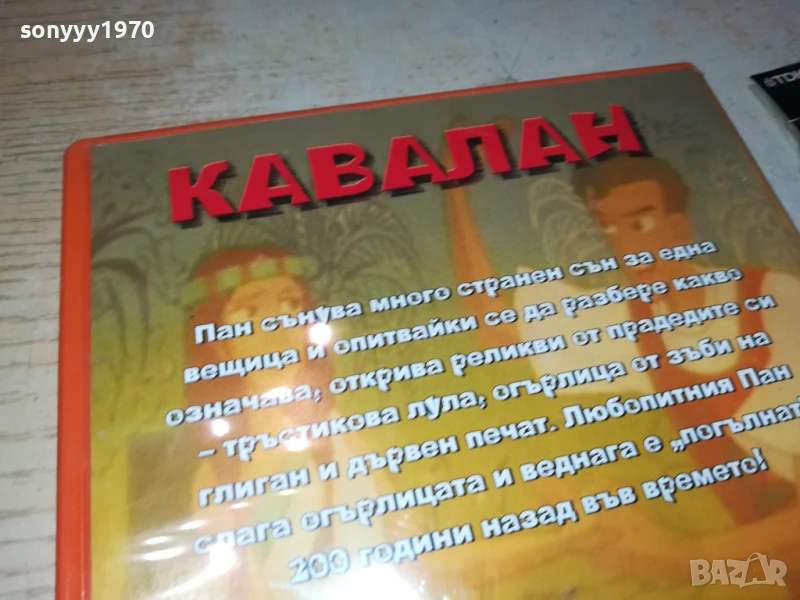 sonyyy1970
TDK
КАВАЛАН
Пан сънува много странен сън за една
вещица и опитвайки се да разбере какво
означава, открива реликви от прадедите си
– тръстикова лула, огърлица от зъби на
глиган и дървен печат. Любопитния Пан
слага огърлицата и веднага е „погълнат“
200 години назад във времето!
BAZAR